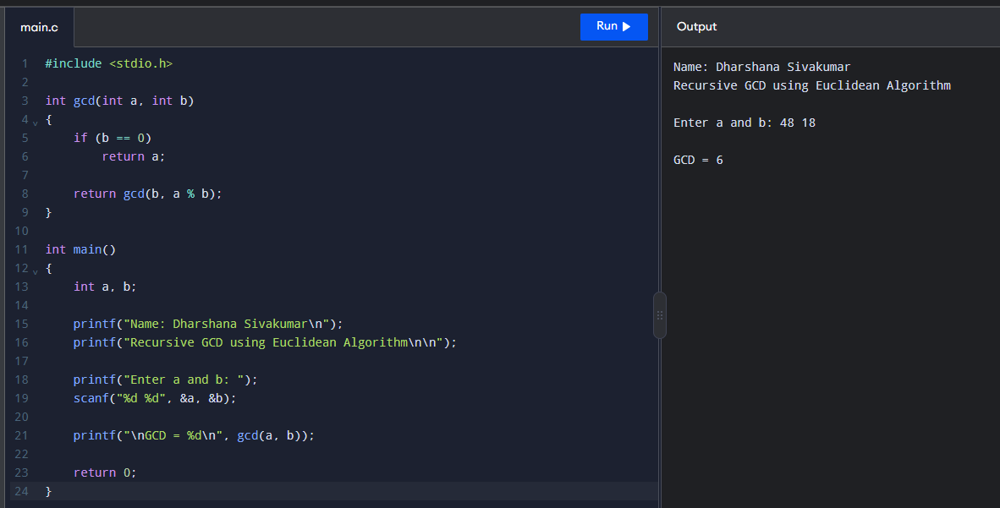 main.c
Run
1 #include <stdio.h>
2
3 int gcd(int a, int b)
4 {
5     if (b == 0)
6         return a;
7
8     return gcd(b, a % b);
9 }
10
11 int main()
12 {
13     int a, b;
14
15     printf("Name: Dharshana Sivakumar\n");
16     printf("Recursive GCD using Euclidean Algorithm\n\n");
17
18     printf("Enter a and b: ");
19     scanf("%d %d", &a, &b);
20
21     printf("\nGCD = %d\n", gcd(a, b));
22
23     return 0;
24 }
Output
Name: Dharshana Sivakumar
Recursive GCD using Euclidean Algorithm
Enter a and b: 48 18
GCD = 6